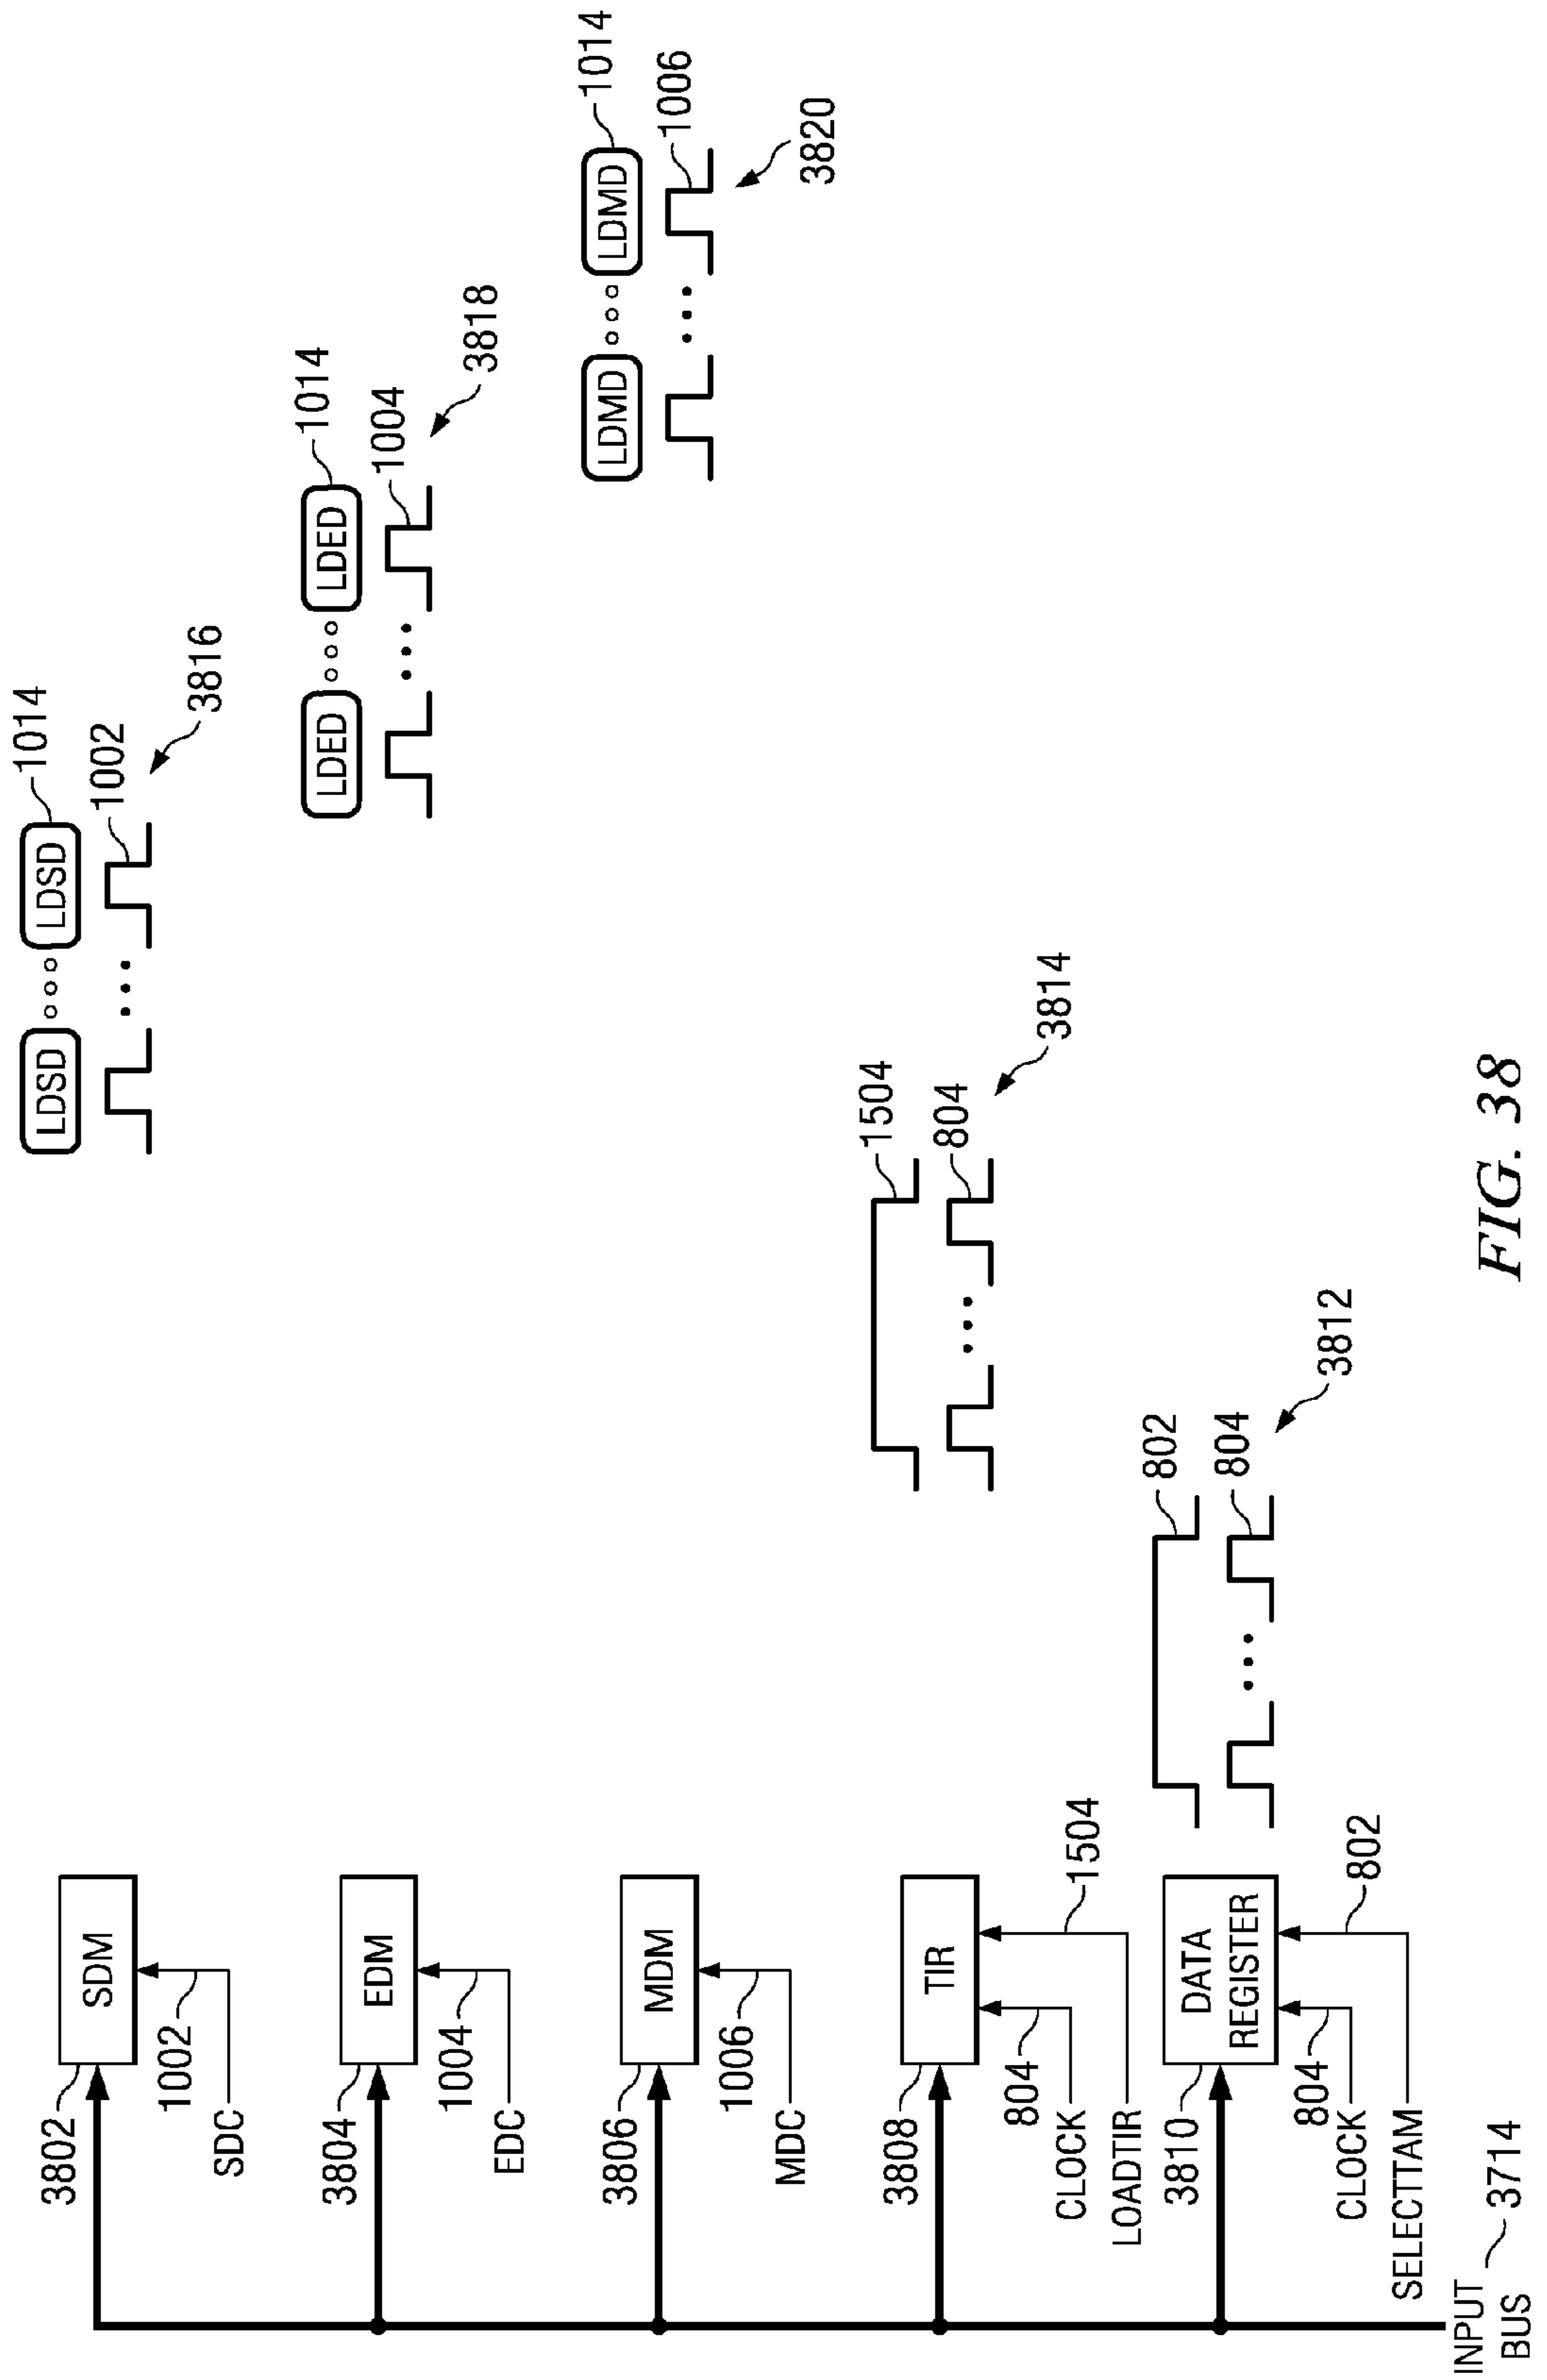 SDM
3802
1002
SDC
LDSD
LDSD
1014
1002
3816
EDM
3804
1004
EDC
LDED
LDED
1014
1004
3818
MDM
3806
1006
MDC
LDMD
LDMD
1014
1006
3820
TIR
3808
804
CLOCK
1504
LOADTIR
1504
804
3814
DATA
REGISTER
3810
804
CLOCK
802
SELECTTAM
802
804
3812
INPUT
BUS
3714
FIG. 38